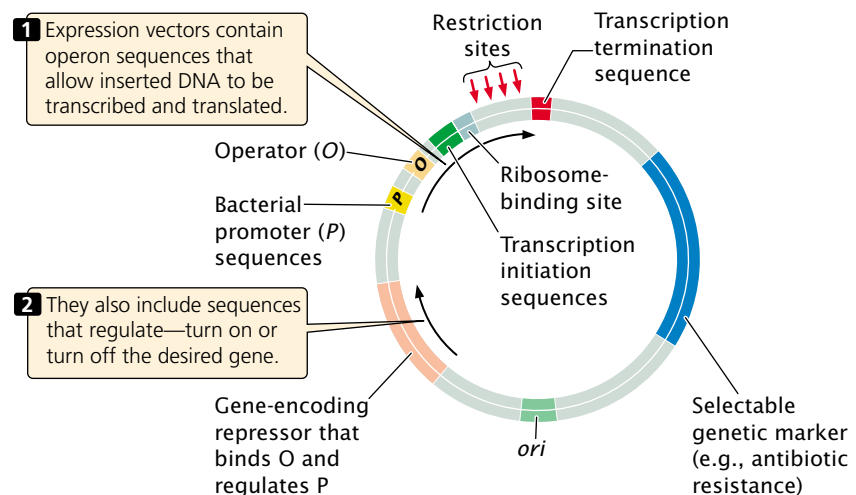 1 Expression vectors contain
operon sequences that
allow inserted DNA to be
transcribed and translated.
Restriction
sites
Transcription
termination
sequence
Operator (O)
O
Ribosome-
binding site
P
Bacterial
promoter (P)
sequences
Transcription
initiation
sequences
2 They also include sequences
that regulate—turn on or
turn off the desired gene.
Gene-encoding
repressor that
binds O and
regulates P
ori
Selectable
genetic marker
(e.g., antibiotic
resistance)